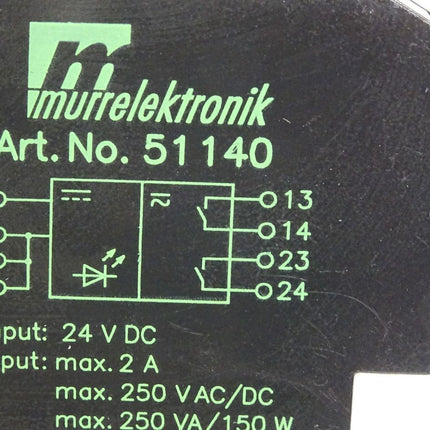 murrelektronik
Art. No. 51140
13
14
23
24
put: 24 V DC
put: max. 2 A
max. 250 V AC/DC
max. 250 VA/150 W